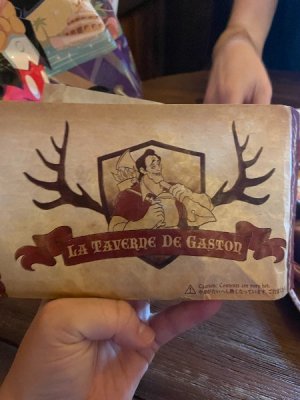 LA TAVERNE DE GASTON
Caution: Contents are very hot.